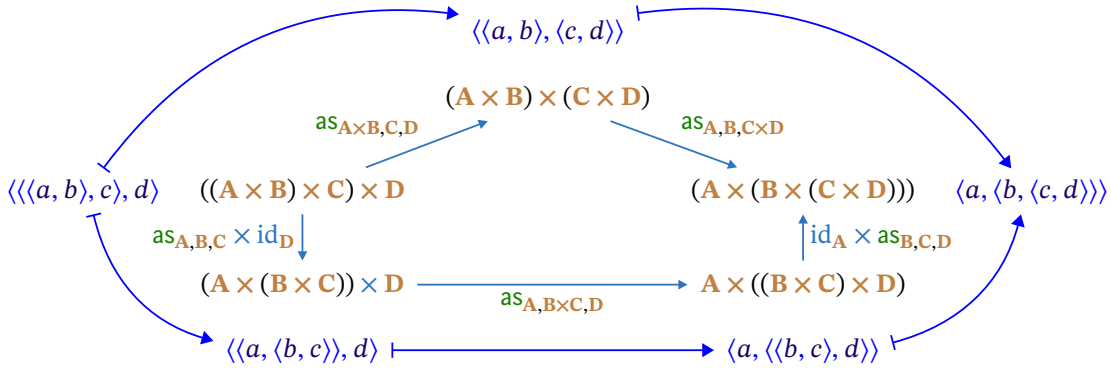 ⟨⟨a, b⟩, ⟨c, d⟩⟩
(A × B) × (C × D)
as_{A×B,C,D}
as_{A,B,C×D}
⟨⟨⟨a, b⟩, c⟩, d⟩
((A × B) × C) × D
(A × (B × (C × D)))
⟨a, ⟨b, ⟨c, d⟩⟩⟩
as_{A,B,C} × id_D
id_A × as_{B,C,D}
(A × (B × C)) × D
A × ((B × C) × D)
as_{A,B×C,D}
⟨⟨a, ⟨b, c⟩⟩, d⟩
⟨a, ⟨⟨b, c⟩, d⟩⟩